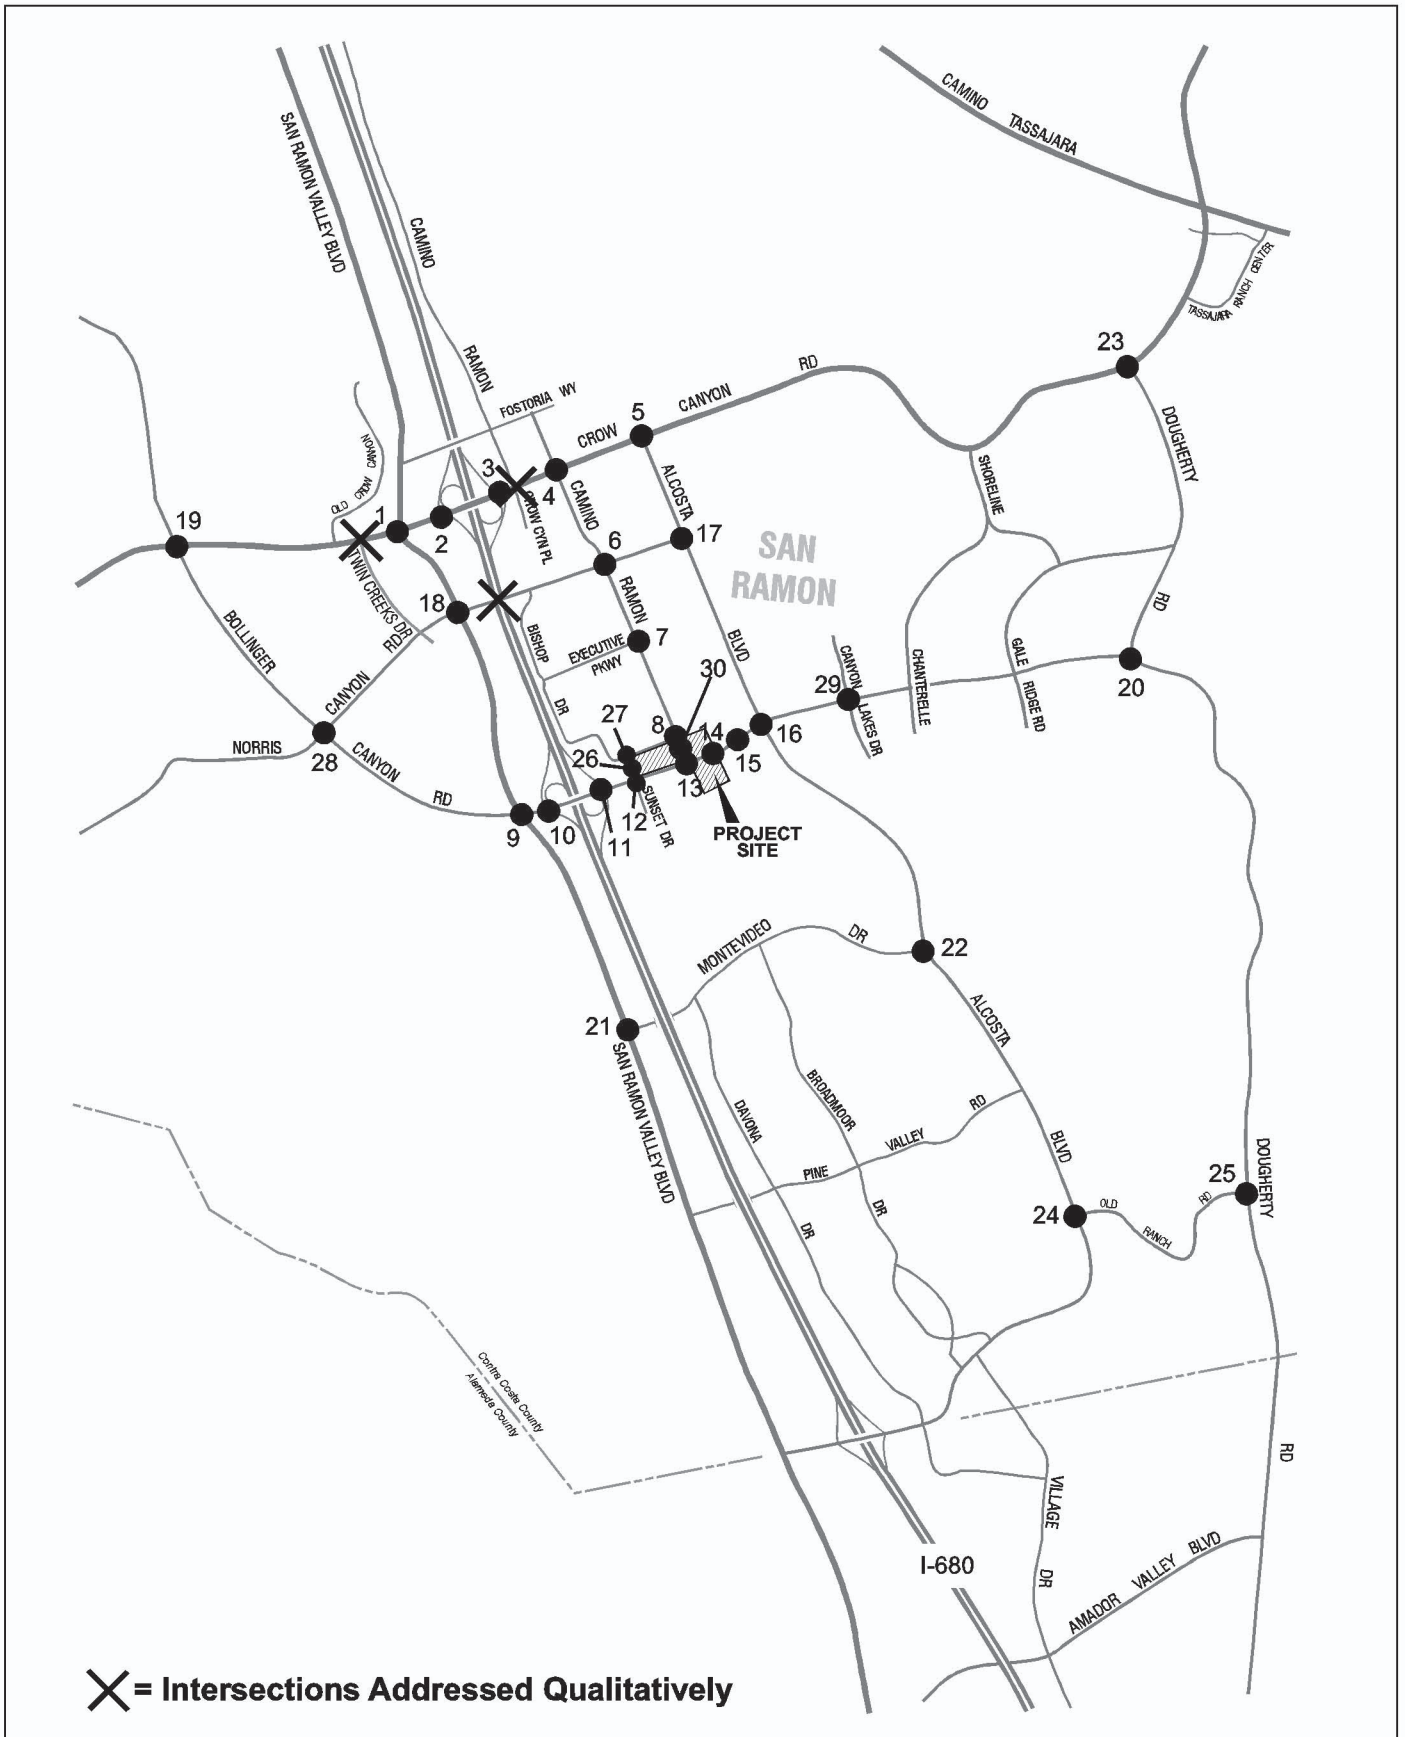 CAMINO
TASSAJARA
SAN RAMON VALLEY BLVD
CAMINO
RAMON
TASSAJARA RANCH CENTER
23
FOSTORIA WY
CROW
CANYON
RD
5
DOUGHERTY
OLD CROW CANYON
3
4
CROW CYN PL
CAMINO
ALCOSTA
SHORELINE
19
1
2
6
17
SAN
RAMON
TWIN CREEKS DR
18
RAMON
RD
BOLLINGER
CANYON
RD
BISHOP
EXECUTIVE
PKWY
7
BLVD
30
CANYON
LAKES DR
29
CHANTERELLE
GALE
RIDGE RD
20
DR
27
8
14
16
26
15
28
NORRIS
CANYON
RD
13
SUNSET DR
9
10
11
12
PROJECT
SITE
MONTEVIDEO
DR
22
21
SAN RAMON VALLEY BLVD
ALCOSTA
BROADMOOR
DAVONA
RD
VALLEY
PINE
BLVD
DOUGHERTY
25
24
OLD
RANCH
RD
DR
DR
Contra Costa County
Alameda County
RD
VILLAGE
DR
I-680
AMADOR VALLEY BLVD
= Intersections Addressed Qualitatively